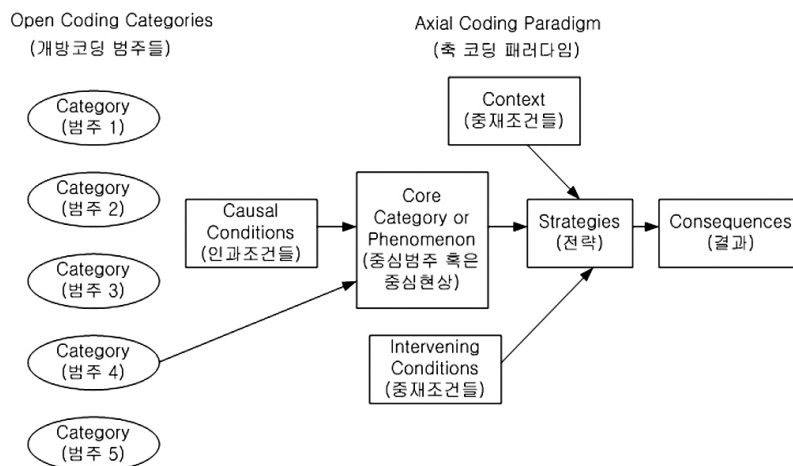 Open Coding Categories
(개방코딩 범주들)
Axial Coding Paradigm
(축 코딩 패러다임)
Category
(범주 1)
Category
(범주 2)
Category
(범주 3)
Category
(범주 4)
Category
(범주 5)
Causal
Conditions
(인과조건들)
Core
Category or
Phenomenon
(중심범주 혹은
중심현상)
Context
(중재조건들)
Intervening
Conditions
(중재조건들)
Strategies
(전략)
Consequences
(결과)